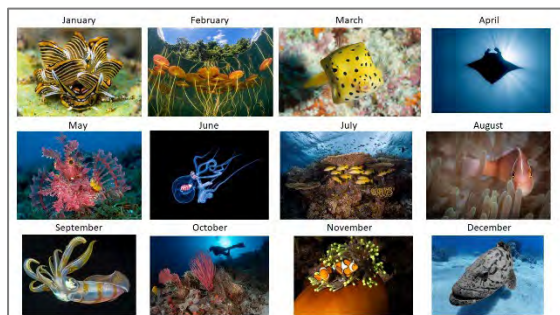 January
February
March
April
May
June
July
August
September
October
November
December